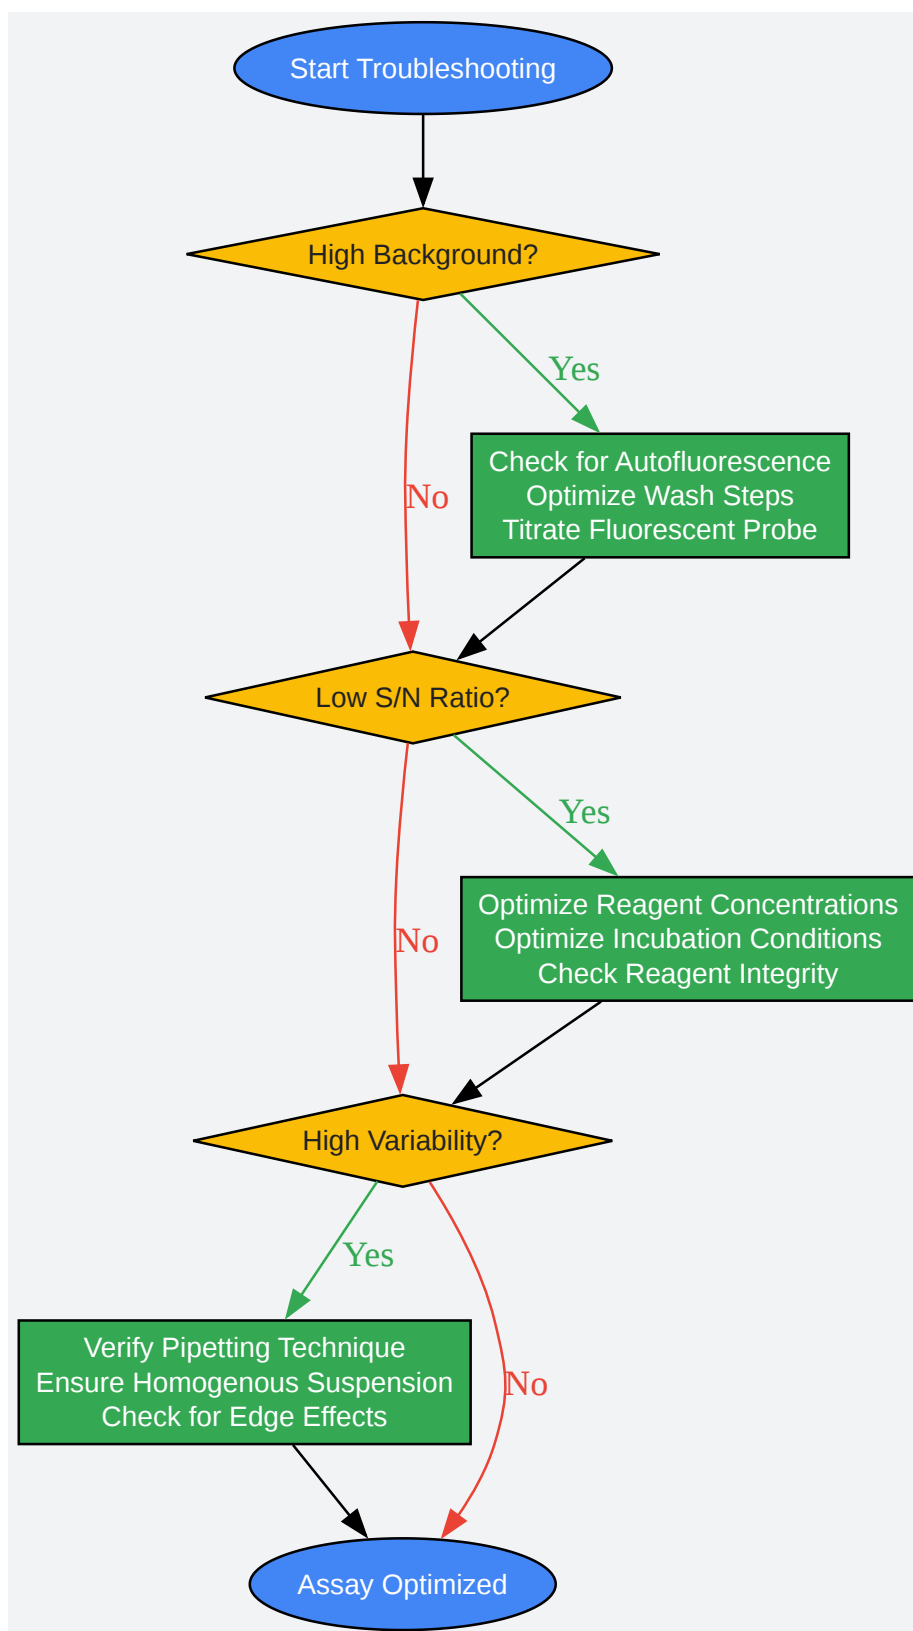 Start Troubleshooting
High Background?
Yes
Check for Autofluorescence
Optimize Wash Steps
Titrate Fluorescent Probe
No
Low S/N Ratio?
Yes
Optimize Reagent Concentrations
Optimize Incubation Conditions
Check Reagent Integrity
No
High Variability?
Yes
Verify Pipetting Technique
Ensure Homogenous Suspension
Check for Edge Effects
No
Assay Optimized